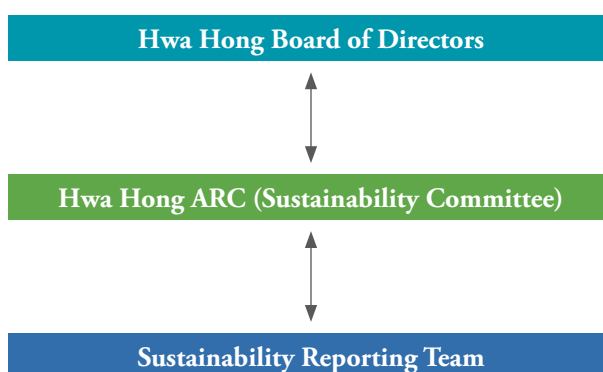 Hwa Hong Board of Directors
Hwa Hong ARC (Sustainability Committee)
Sustainability Reporting Team